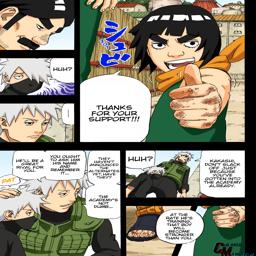 シュビ
HUH?
THANKS
FOR YOUR
SUPPORT!!!
KAKASHI,
DON'T SLACK
OFF JUST
BECAUSE
YOU'VE
GOTTEN INTO
THE ACADEMY
ALREADY.
HUH?
THEY
HAVEN'T
ANNOUNCED
THE
ALTERNATES
YET, HAVE
THEY?
THE
ACADEMY'S
NOT
DUMB...
YOU OUGHT
TO ASK HIM
HIS NAME
AND
REMEMBER
IT...
HE'LL BE A
GREAT
RIVAL FOR
YOU.
AT THE
RATE HE'S
TRAINING,
THAT BOY
WILL BECOME
STRONGER
THAN YOU.